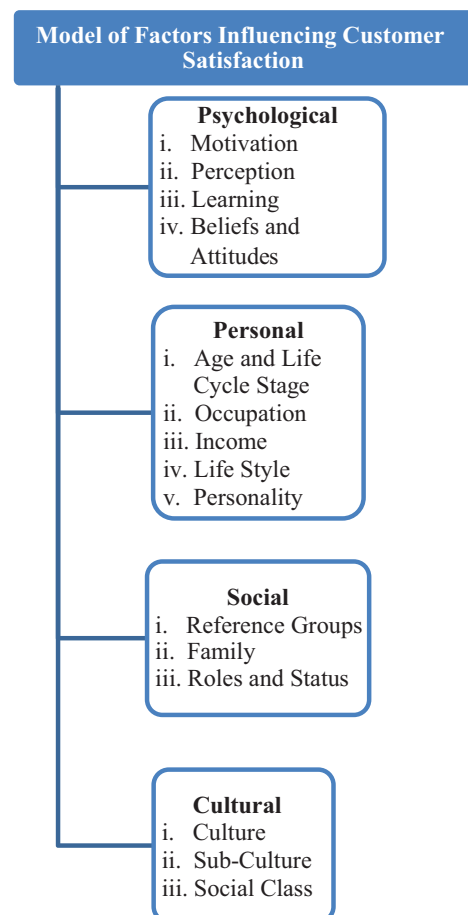 Model of Factors Influencing Customer
Satisfaction
Psychological
i. Motivation
ii. Perception
iii. Learning
iv. Beliefs and
Attitudes
Personal
i. Age and Life
Cycle Stage
ii. Occupation
iii. Income
iv. Life Style
v. Personality
Social
i. Reference Groups
ii. Family
iii. Roles and Status
Cultural
i. Culture
ii. Sub-Culture
iii. Social Class